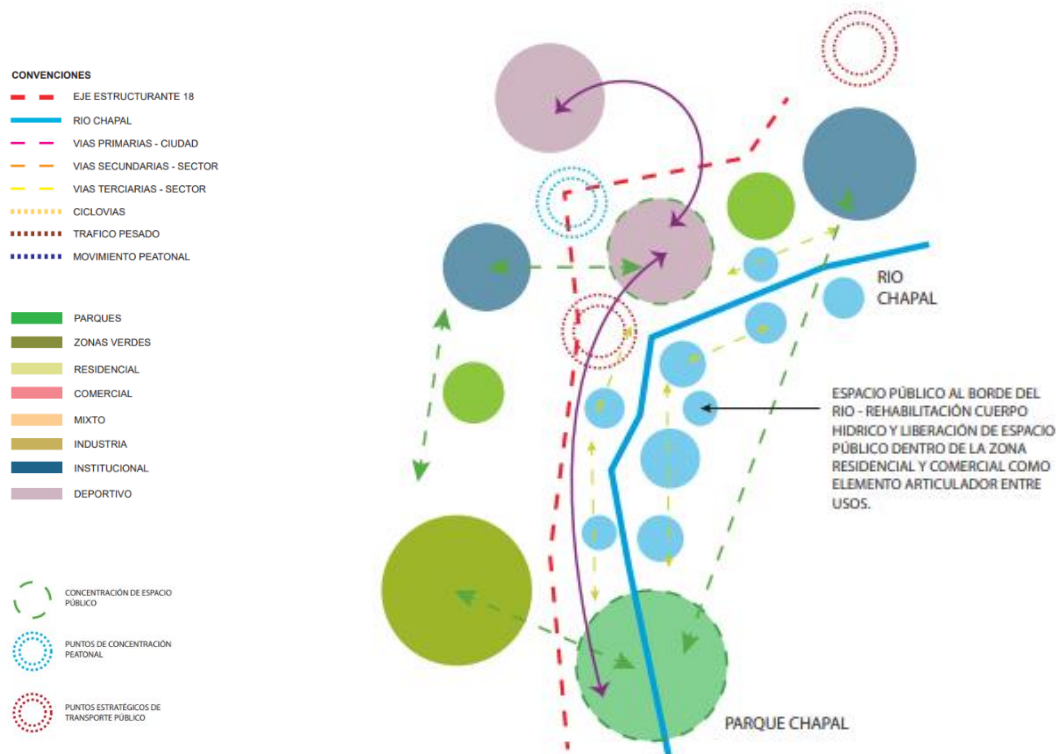 CONVENCIONES
EJE ESTRUCTURANTE 18
RIO CHAPAL
VIAS PRIMARIAS - CIUDAD
VIAS SECUNDARIAS - SECTOR
VIAS TERCIARIAS - SECTOR
CICLOVIAS
TRAFICO PESADO
MOVIMIENTO PEATONAL
PARQUES
ZONAS VERDES
RESIDENCIAL
COMERCIAL
MIXTO
INDUSTRIA
INSTITUCIONAL
DEPORTIVO
CONCENTRACIÓN DE ESPACIO
PÚBLICO
PUNTOS DE CONCENTRACIÓN
PEATONAL
PUNTOS ESTRATÉGICOS DE
TRANSPORTE PÚBLICO
RIO
CHAPAL
ESPACIO PÚBLICO AL BORDE DEL
RIO - REHABILITACIÓN CUERPO
HIDRICO Y LIBERACIÓN DE ESPACIO
PÚBLICO DENTRO DE LA ZONA
RESIDENCIAL Y COMERCIAL COMO
ELEMENTO ARTICULADOR ENTRE
USOS.
PARQUE CHAPAL